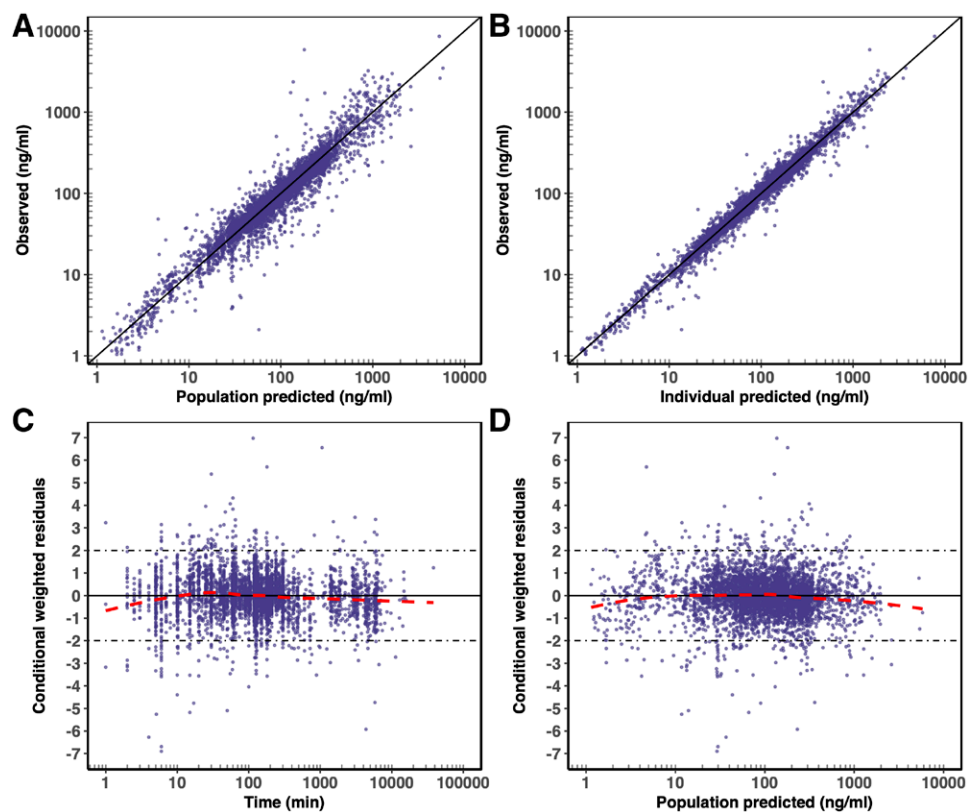 A
B
10000
1000
100
10
1
Observed (ng/ml)
1 10 100 1000 10000
Population predicted (ng/ml)
10000
1000
100
10
1
Observed (ng/ml)
1 10 100 1000 10000
Individual predicted (ng/ml)
C
D
7
6
5
4
3
2
1
0
-1
-2
-3
-4
-5
-6
-7
Conditional weighted residuals
1 10 100 1000 10000 100000
Time (min)
7
6
5
4
3
2
1
0
-1
-2
-3
-4
-5
-6
-7
Conditional weighted residuals
1 10 100 1000 10000
Population predicted (ng/ml)